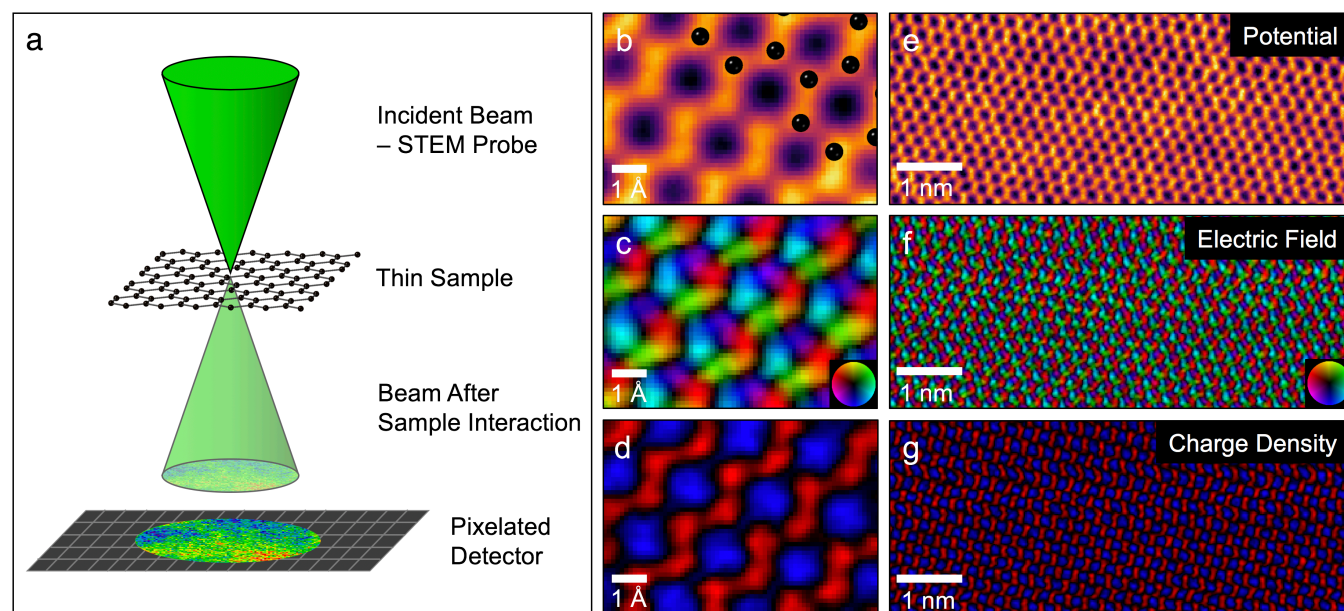 a
Incident Beam
– STEM Probe
Thin Sample
Beam After
Sample Interaction
Pixelated
Detector
b
1 Å
c
1 Å
d
1 Å
e
Potential
1 nm
f
Electric Field
1 nm
g
Charge Density
1 nm